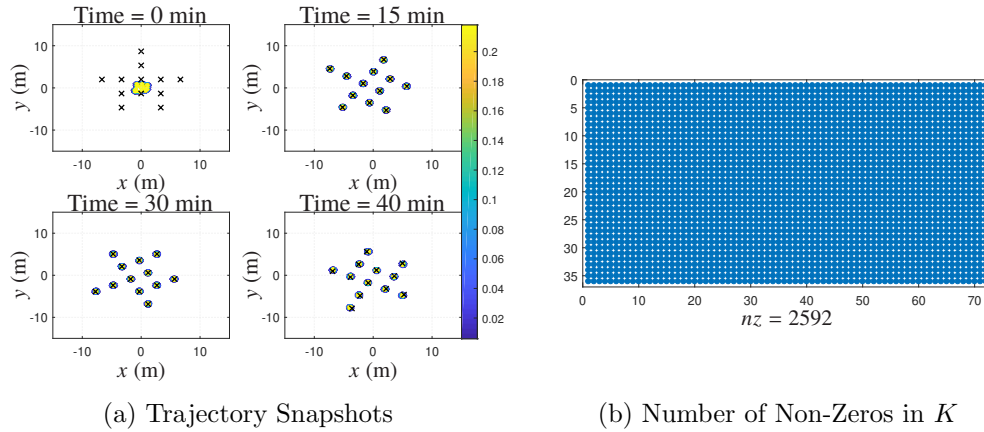 Time = 0 min
Time = 15 min
10
0
-10
y (m)
-10 0 10
x (m)
10
0
-10
y (m)
-10 0 10
x (m)
Time = 30 min
Time = 40 min
10
0
-10
y (m)
-10 0 10
x (m)
10
0
-10
y (m)
-10 0 10
x (m)
0.2
0.18
0.16
0.14
0.12
0.1
0.08
0.06
0.04
0.02
0
5
10
15
20
25
30
35
0 10 20 30 40 50 60 70
nz = 2592
(a) Trajectory Snapshots
(b) Number of Non-Zeros in K